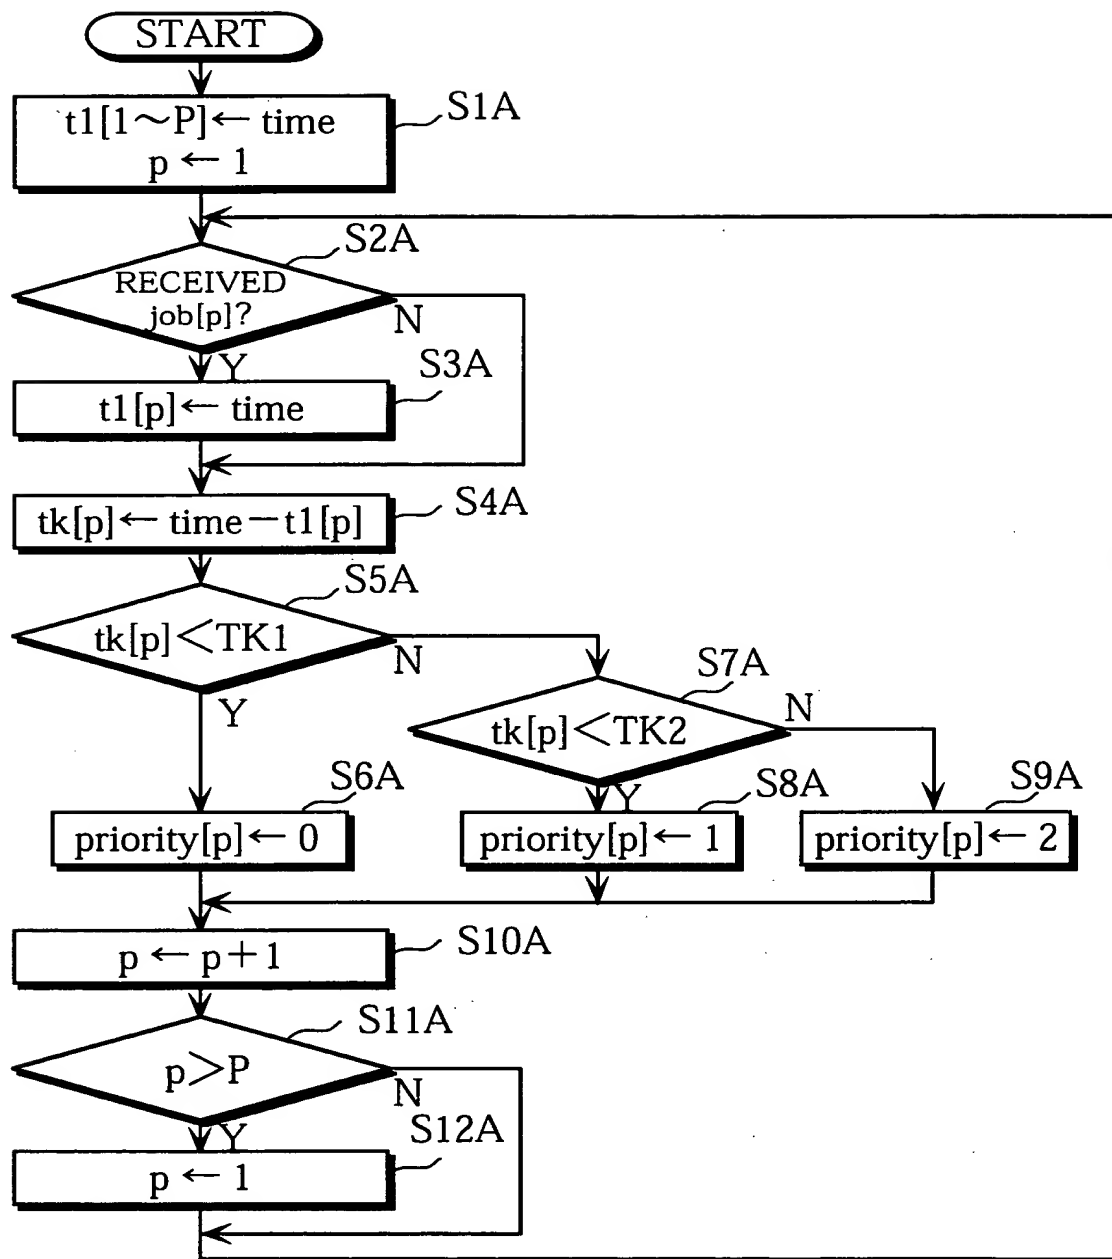 START
t1[1～P]← time
p ← 1
S1A
S2A
RECEIVED
job[p]?
N
Y
S3A
t1[p]← time
tk[p]← time－t1[p]
S4A
S5A
tk[p]＜TK1
N
Y
S7A
tk[p]＜TK2
N
Y
S6A
priority[p]← 0
S8A
priority[p]← 1
S9A
priority[p]← 2
p ← p＋1
S10A
S11A
p＞P
N
Y
S12A
p ← 1